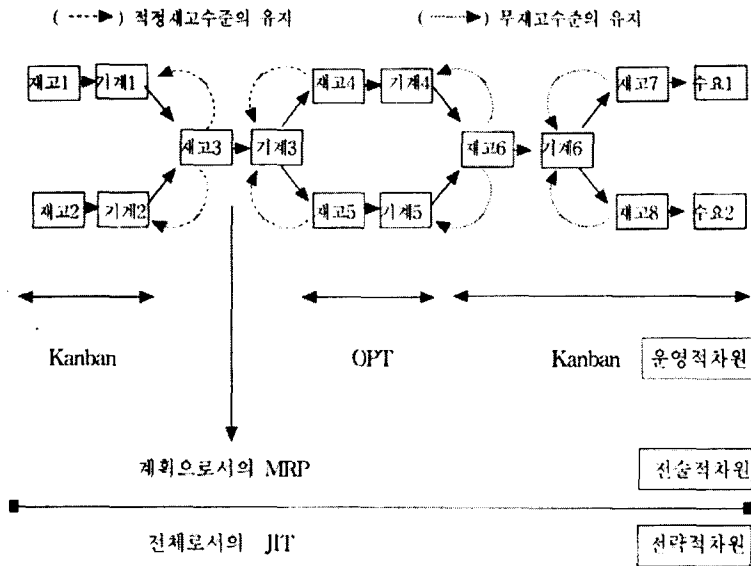 ( ) 적정재고수준의 유지 ( ) 무재고수준의 유지
재고1 기계1 재고4 기계4 재고7 수요1
재고3 기계3 재고6 기계6
재고2 기계2 재고5 기계5 재고8 수요2
Kanban OPT Kanban 운영적차원
계획으로서의 MRP 전술적차원
전체로서의 JIT 전략적차원